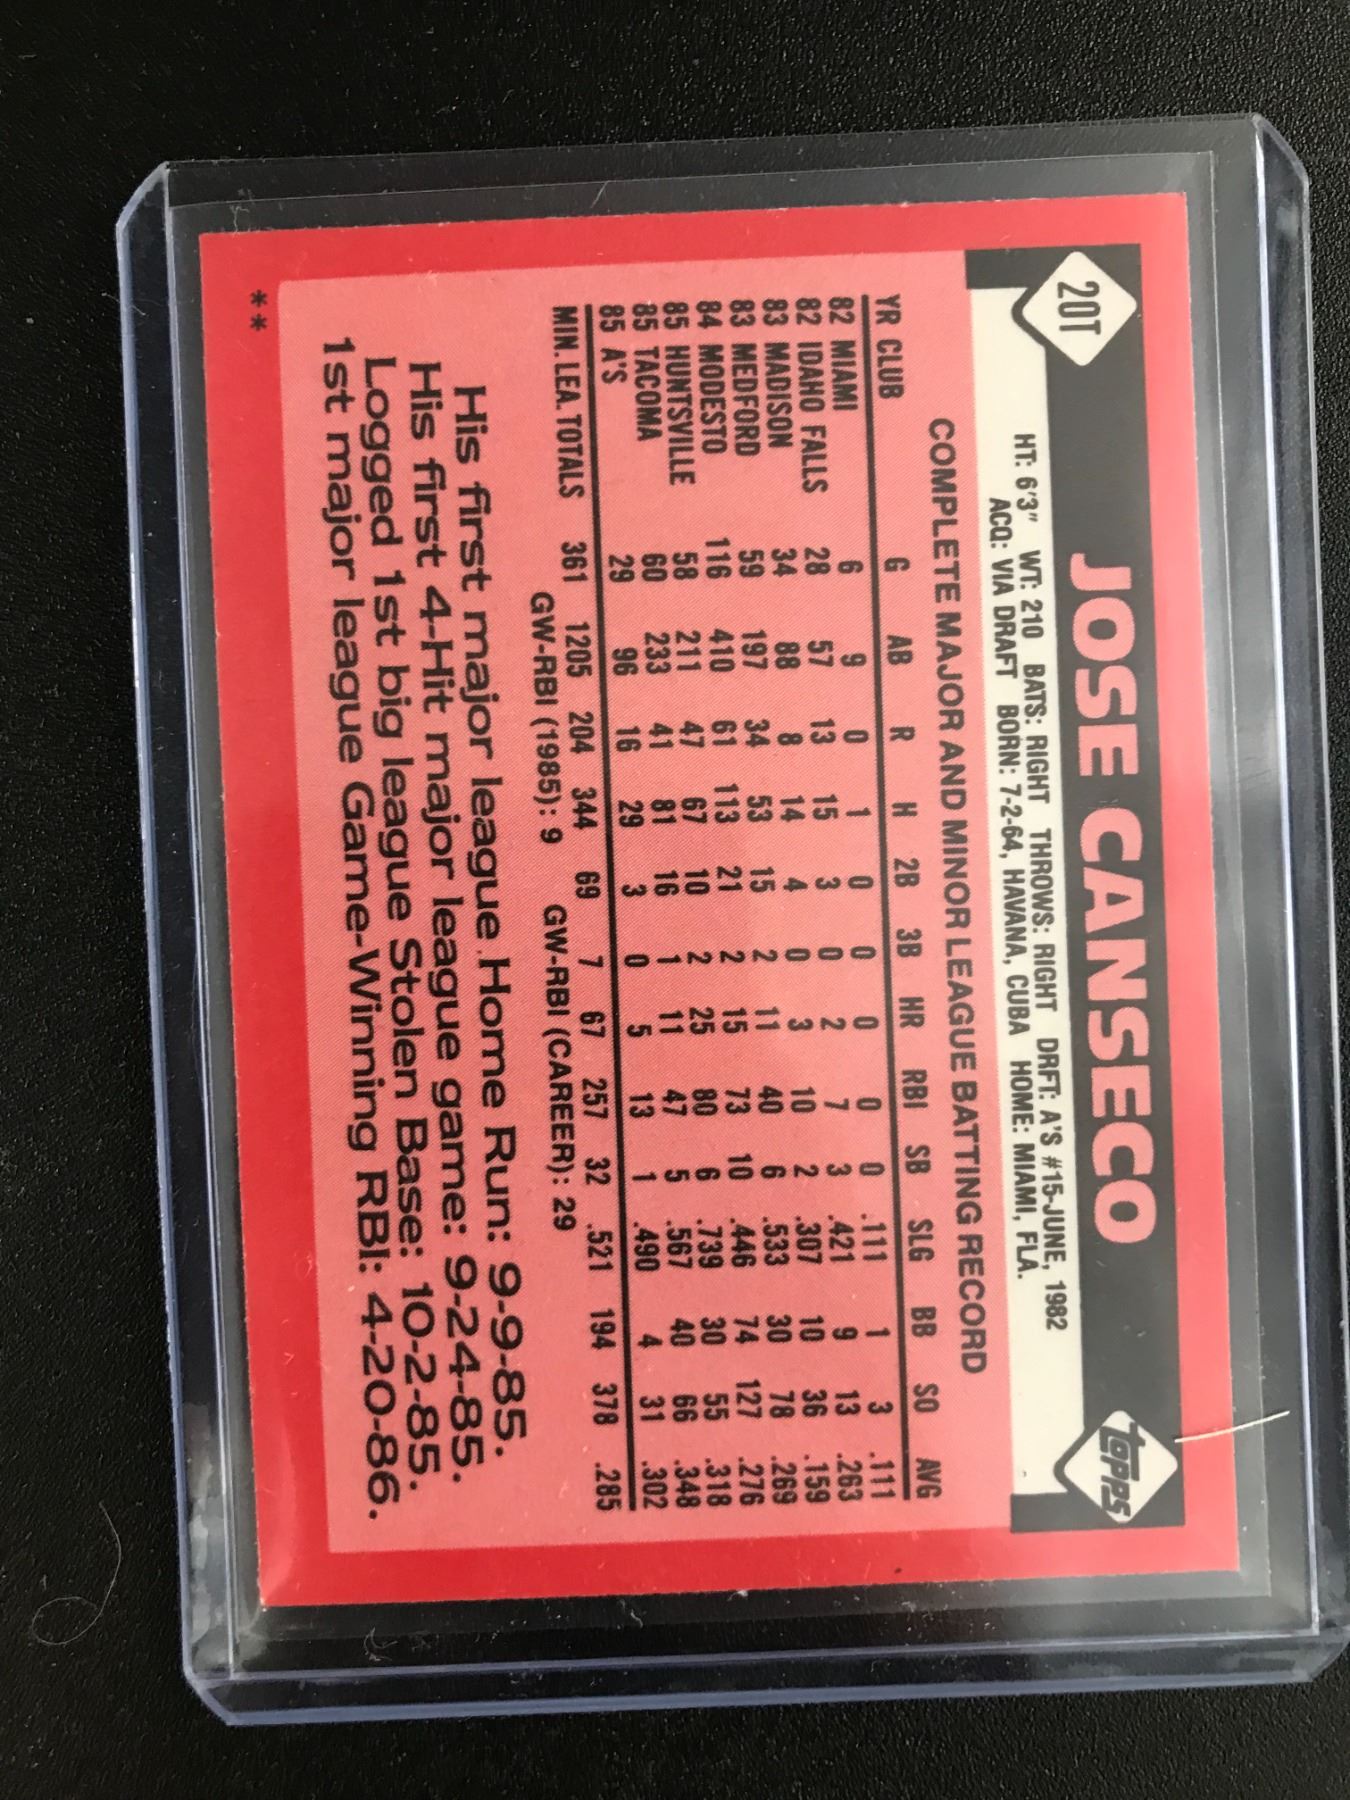 20T
JOSE CANSECO
topps
HT: 6'3" WT: 210 BATS: RIGHT THROWS: RIGHT DRFT: A'S #15-JUNE, 1982
ACQ: VIA DRAFT BORN: 7-2-64, HAVANA, CUBA HOME: MIAMI, FLA.
COMPLETE MAJOR AND MINOR LEAGUE BATTING RECORD
YR CLUB G AB R H 2B 3B HR RBI SB SLG BB SO AVG
82 MIAMI 6 9 0 1 0 0 0 0 0 .111 1 3 .111
82 IDAHO FALLS 28 57 13 15 3 0 2 7 3 .421 9 13 .263
83 MADISON 34 88 8 14 4 0 3 10 2 .307 10 36 .159
83 MEDFORD 59 197 34 53 15 2 11 40 6 .533 30 78 .269
84 MODESTO 116 410 61 113 21 2 15 73 10 .446 74 127 .276
85 HUNTSVILLE 58 211 47 67 10 2 25 80 6 .739 30 55 .318
85 TACOMA 60 233 41 81 16 1 11 47 5 .567 40 66 .348
85 A'S 29 96 16 29 3 0 5 13 1 .490 4 31 .302
MIN. LEA. TOTALS 361 1205 204 344 69 7 67 257 32 .521 194 378 .285
GW-RBI (1985): 9 GW-RBI (CAREER): 29
His first major league Home Run: 9-9-85.
His first 4-Hit major league game: 9-24-85.
Logged 1st big league Stolen Base: 10-2-85.
1st major league Game-Winning RBI: 4-20-86.
**